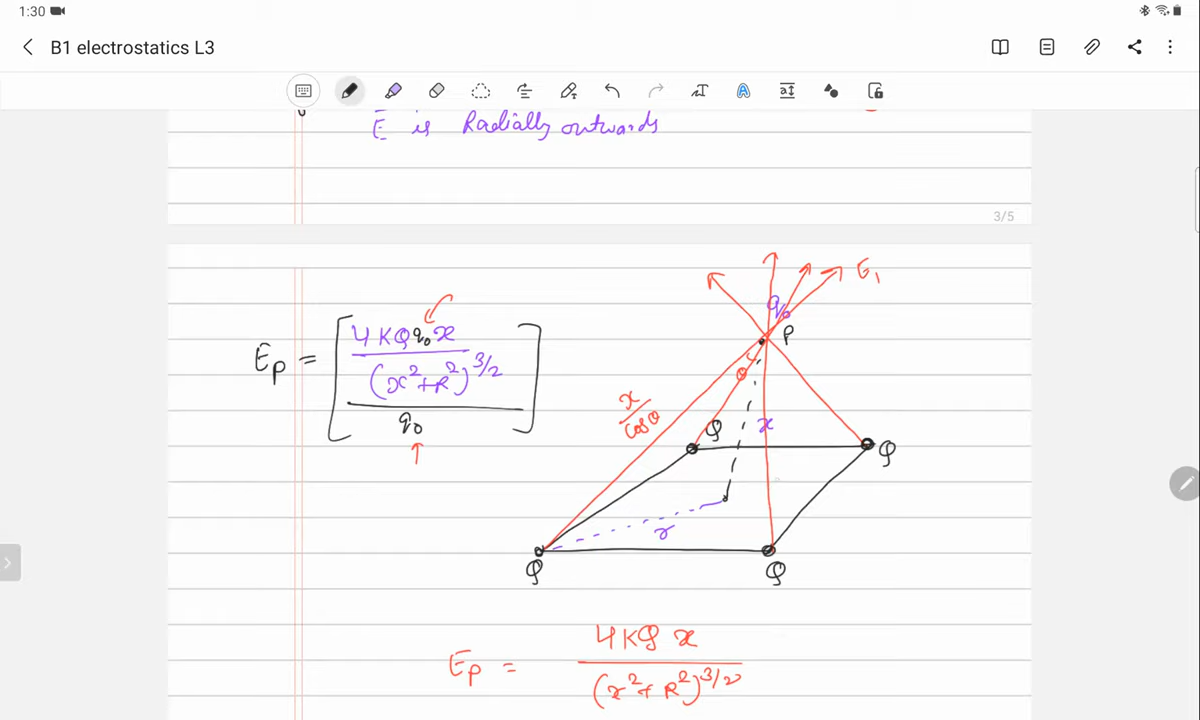 1:30
B1 electrostatics L3
E is Radially outwards
3/5
E₁
q₀
P
Eₚ = [4KQq₀x / (x²+R²)^3/2 / q₀]
θ
x/cosθ
x
Q
Q
r
Q
Q
Eₚ = 4KQx / (x²+R²)^3/2